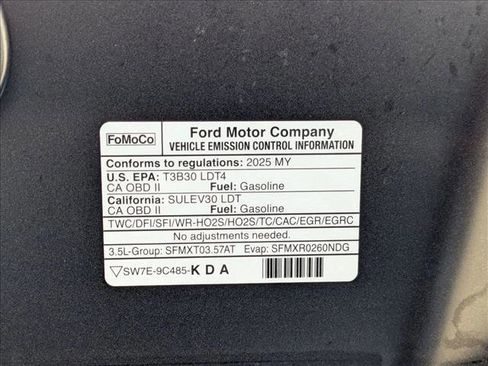 FoMoCo
Ford Motor Company
VEHICLE EMISSION CONTROL INFORMATION
Conforms to regulations: 2025 MY
U.S. EPA: T3B30 LDT4
CA OBD II Fuel: Gasoline
California: SULEV30 LDT
CA OBD II Fuel: Gasoline
TWC/DFI/SFI/WR-HO2S/HO2S/TC/CAC/EGR/EGRC
No adjustments needed.
3.5L-Group: SFMXT03.57AT Evap: SFMXR0260NDG
SW7E-9C485-K D A